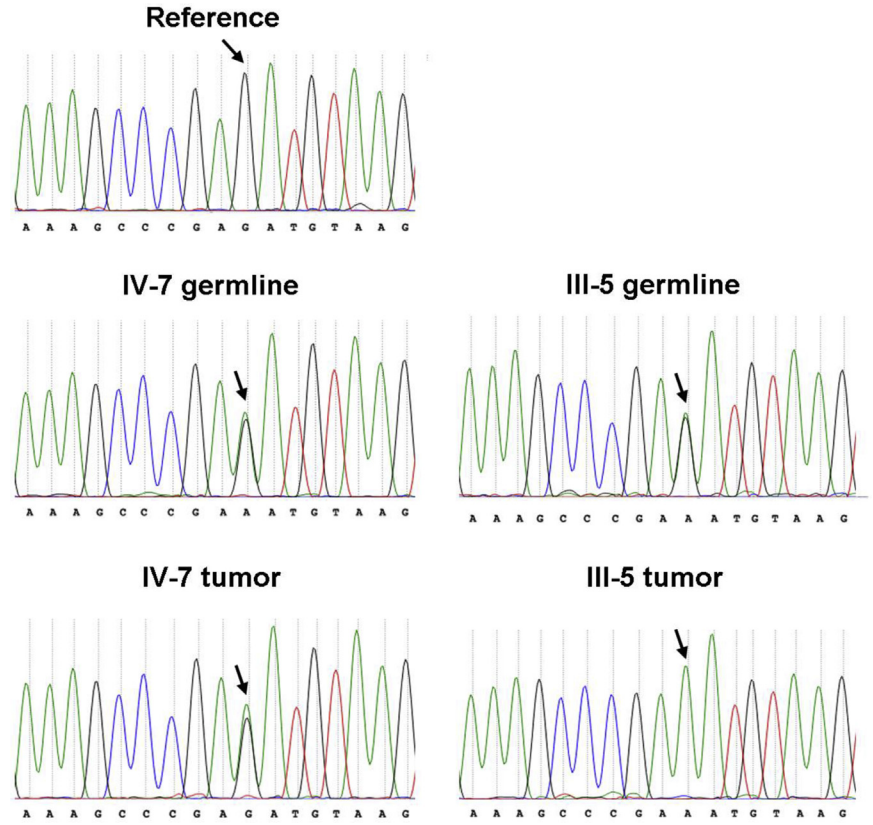 Reference
A A A G C C C G A G A T G T A A G
IV-7 germline
III-5 germline
A A A G C C C G A A A T G T A A G
A A A G C C C G A A A T G T A A G
IV-7 tumor
III-5 tumor
A A A G C C C G A G A T G T A A G
A A A G C C C G A A A T G T A A G